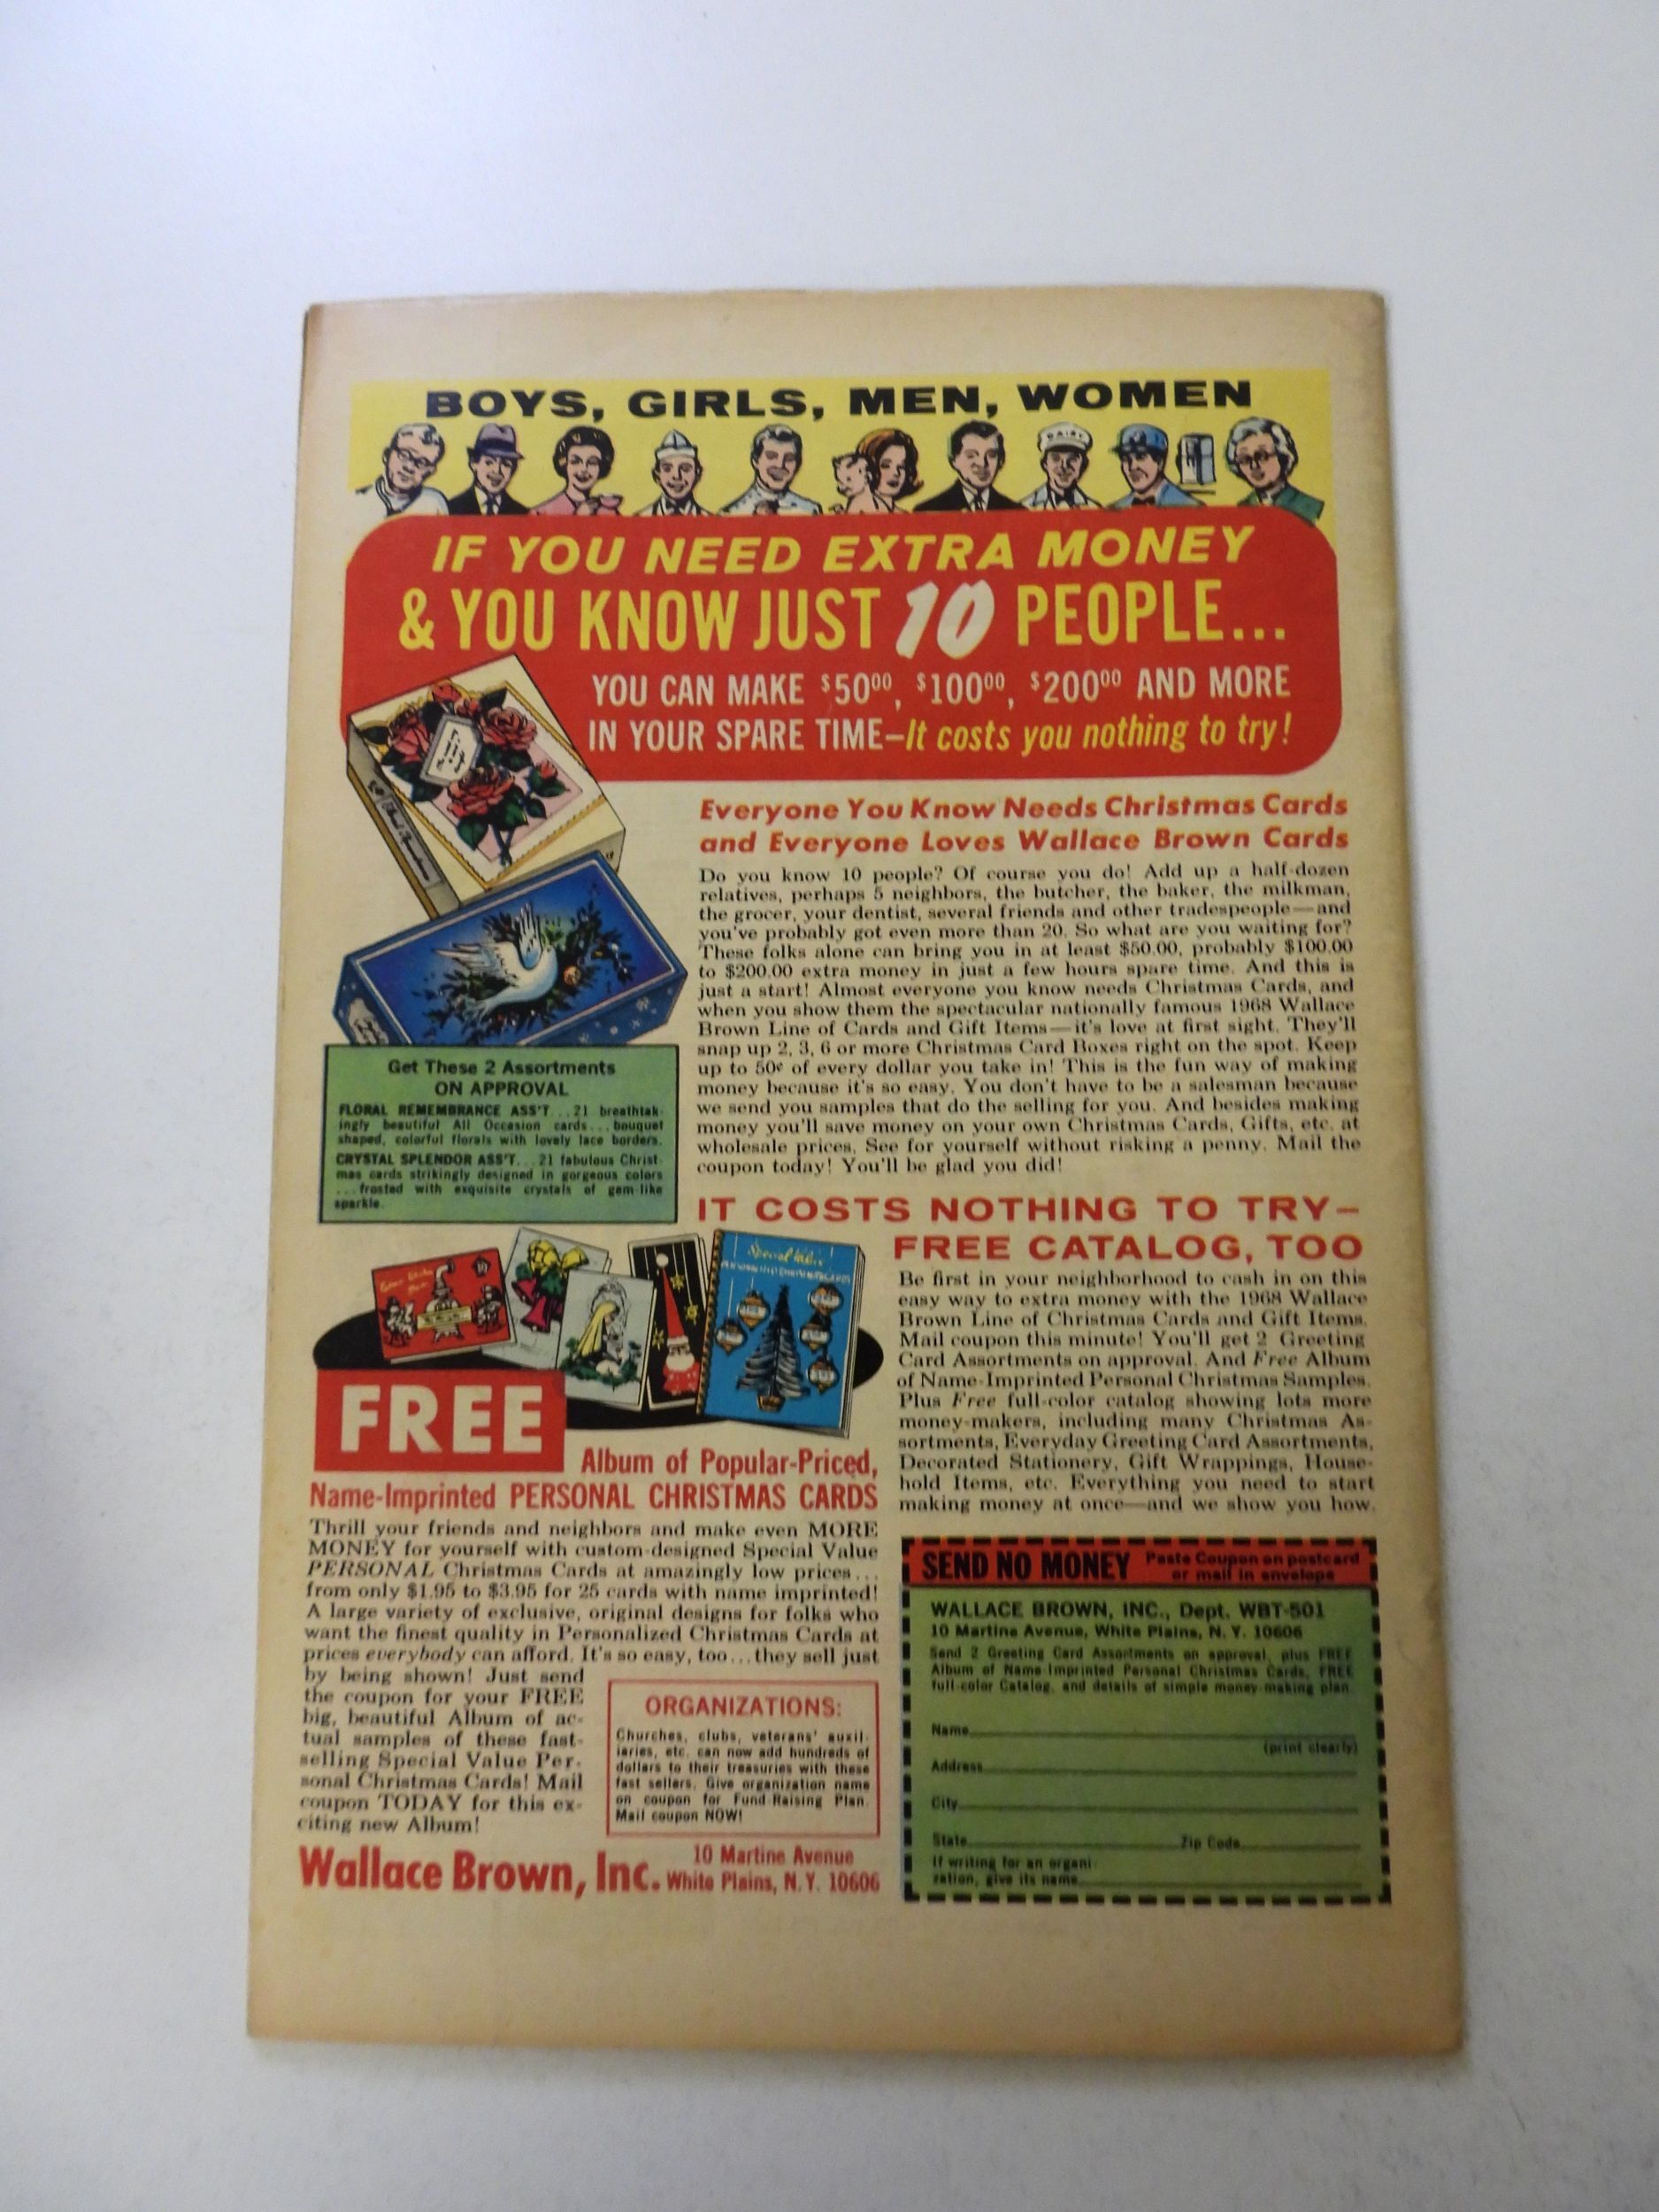 BOYS, GIRLS, MEN, WOMEN
DAIRY
IF YOU NEED EXTRA MONEY
& YOU KNOW JUST 10 PEOPLE...
YOU CAN MAKE $50⁰⁰, $100⁰⁰, $200⁰⁰ AND MORE
IN YOUR SPARE TIME—It costs you nothing to try!
Everyone You Know Needs Christmas Cards
and Everyone Loves Wallace Brown Cards
Do you know 10 people? Of course you do! Add up a half-dozen
relatives, perhaps 5 neighbors, the butcher, the baker, the milkman,
the grocer, your dentist, several friends and other tradespeople—and
you've probably got even more than 20. So what are you waiting for?
These folks alone can bring you in at least $50.00, probably $100.00
to $200.00 extra money in just a few hours spare time. And this is
just a start! Almost everyone you know needs Christmas Cards, and
when you show them the spectacular nationally famous 1968 Wallace
Brown Line of Cards and Gift Items—it's love at first sight. They'll
snap up 2, 3, 6 or more Christmas Card Boxes right on the spot. Keep
up to 50¢ of every dollar you take in! This is the fun way of making
money because it's so easy. You don't have to be a salesman because
we send you samples that do the selling for you. And besides making
money you'll save money on your own Christmas Cards, Gifts, etc. at
wholesale prices. See for yourself without risking a penny. Mail the
coupon today! You'll be glad you did!
Get These 2 Assortments
ON APPROVAL
FLORAL REMEMBRANCE ASS'T...21 breathtak-
ingly beautiful All Occasion cards...bouquet
shaped, colorful florals with lovely lace borders.
CRYSTAL SPLENDOR ASS'T...21 fabulous Christ-
mas cards strikingly designed in gorgeous colors
...frosted with exquisite crystals of gem-like
sparkle.
IT COSTS NOTHING TO TRY—
FREE CATALOG, TOO
Be first in your neighborhood to cash in on this
easy way to extra money with the 1968 Wallace
Brown Line of Christmas Cards and Gift Items.
Mail coupon this minute! You'll get 2 Greeting
Card Assortments on approval. And Free Album
of Name-Imprinted Personal Christmas Samples.
Plus Free full-color catalog showing lots more
money-makers, including many Christmas As-
sortments, Everyday Greeting Card Assortments,
Decorated Stationery, Gift Wrappings, House-
hold Items, etc. Everything you need to start
making money at once—and we show you how.
Special Value
FREE
Album of Popular-Priced,
Name-Imprinted PERSONAL CHRISTMAS CARDS
Thrill your friends and neighbors and make even MORE
MONEY for yourself with custom-designed Special Value
PERSONAL Christmas Cards at amazingly low prices...
from only $1.95 to $3.95 for 25 cards with name imprinted!
A large variety of exclusive, original designs for folks who
want the finest quality in Personalized Christmas Cards at
prices everybody can afford. It's so easy, too...they sell just
by being shown! Just send
the coupon for your FREE
big, beautiful Album of ac-
tual samples of these fast-
selling Special Value Per-
sonal Christmas Cards! Mail
coupon TODAY for this ex-
citing new Album!
ORGANIZATIONS:
Churches, clubs, veterans' auxil-
iaries, etc. can now add hundreds of
dollars to their treasuries with these
fast sellers. Give organization name
on coupon for Fund-Raising Plan.
Mail coupon NOW!
Wallace Brown, Inc.
10 Martine Avenue
White Plains, N.Y. 10606
SEND NO MONEY
Paste Coupon on postcard
or mail in envelope
WALLACE BROWN, INC., Dept. WBT-501
10 Martine Avenue, White Plains, N. Y. 10606
Send 2 Greeting Card Assortments on approval, plus FREE
Album of Name-Imprinted Personal Christmas Cards, FREE
full-color Catalog, and details of simple money-making plan.
Name
(print clearly)
Address
City
State Zip Code
If writing for an organi-
zation, give its name